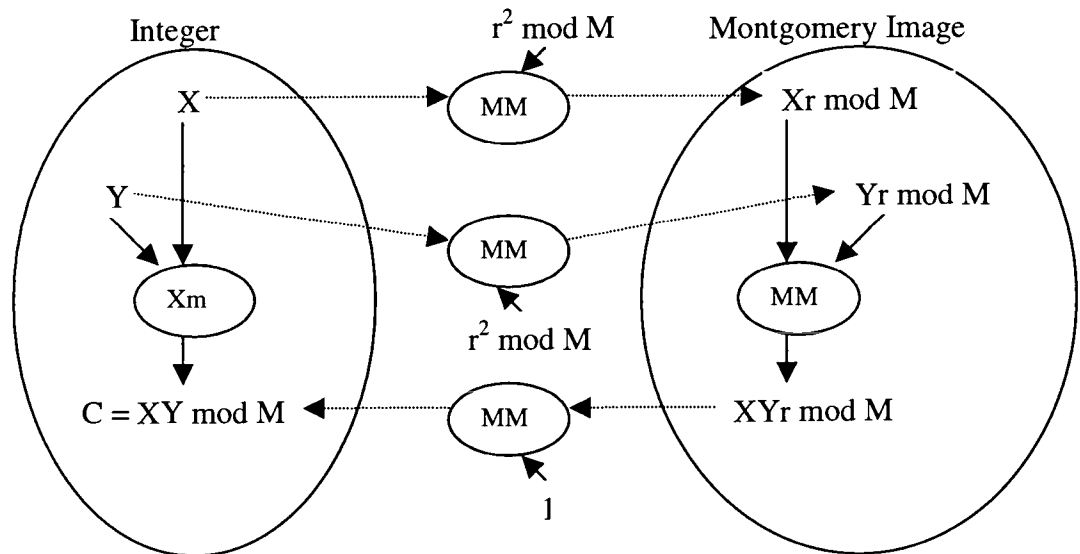 Integer
r² mod M
Montgomery Image
X
MM
Xr mod M
Y
MM
Yr mod M
Xm
r² mod M
MM
C = XY mod M
MM
XYr mod M
1